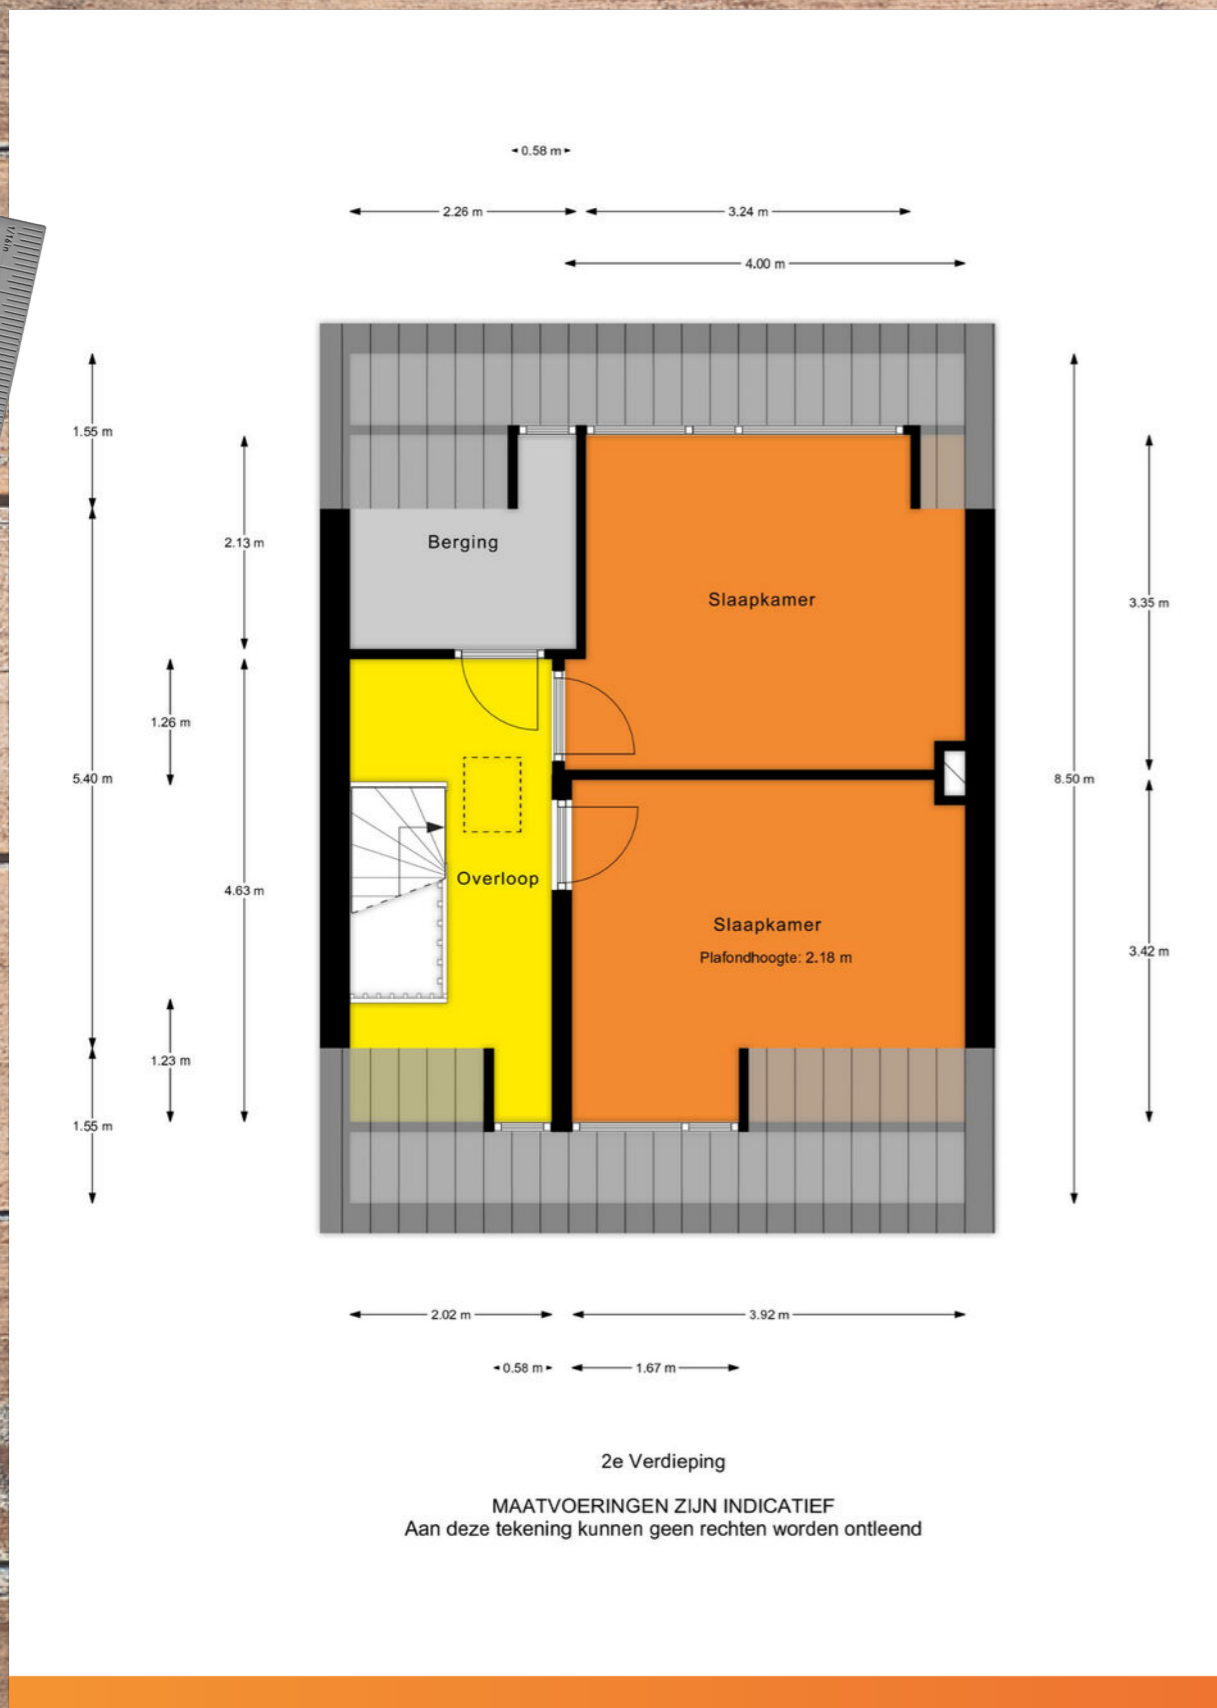 0.58 m
2.26 m
3.24 m
4.00 m
1/16in
1.55 m
2.13 m
Berging
Slaapkamer
3.35 m
1.26 m
5.40 m
8.50 m
Overloop
4.63 m
Slaapkamer
Plafondhoogte: 2.18 m
3.42 m
1.23 m
1.55 m
2.02 m
3.92 m
0.58 m
1.67 m
2e Verdieping
MAATVOERINGEN ZIJN INDICATIEF
Aan deze tekening kunnen geen rechten worden ontleend